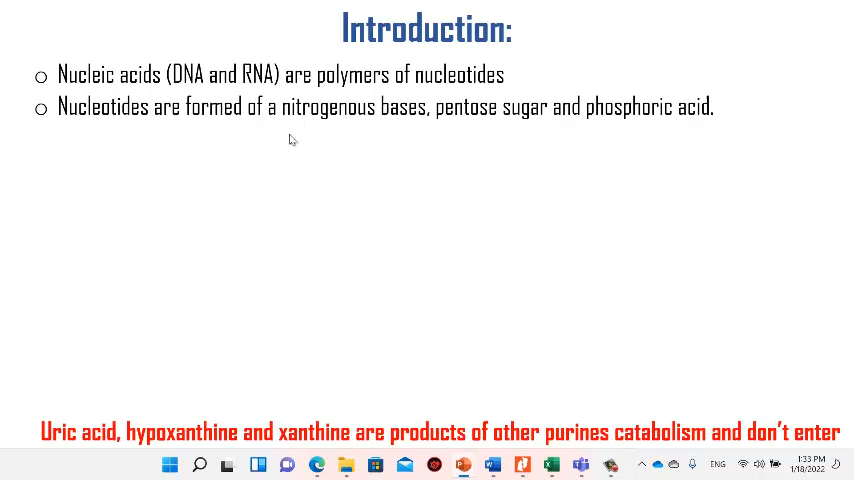 Introduction:
o Nucleic acids (DNA and RNA) are polymers of nucleotides
o Nucleotides are formed of a nitrogenous bases, pentose sugar and phosphoric acid.
Uric acid, hypoxanthine and xanthine are products of other purines catabolism and don't enter
ENG
1:33 PM
1/18/2022